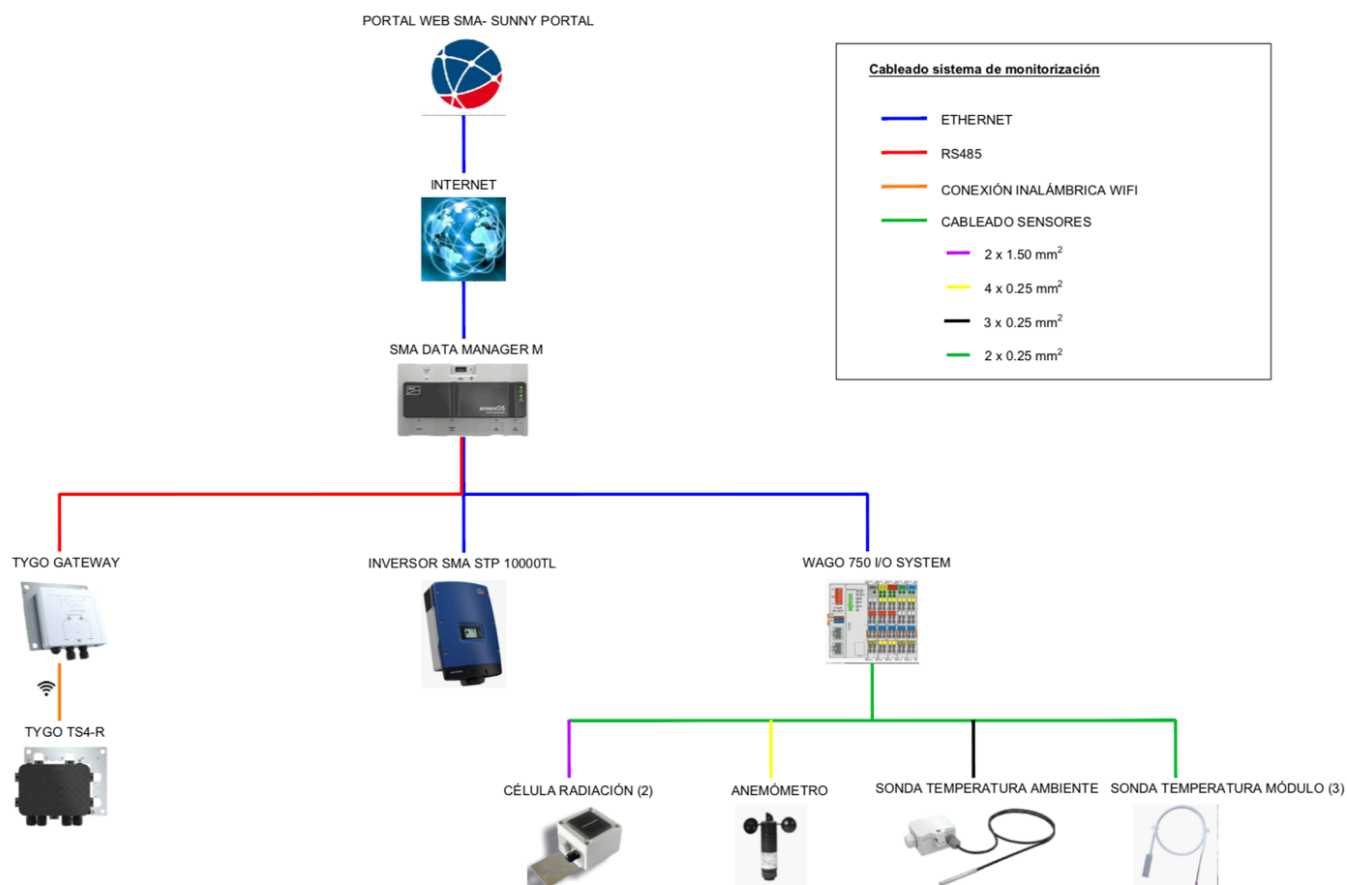 PORTAL WEB SMA- SUNNY PORTAL
Cableado sistema de monitorización
ETHERNET
RS485
CONEXIÓN INALÁMBRICA WIFI
CABLEADO SENSORES
2 x 1.50 mm²
4 x 0.25 mm²
3 x 0.25 mm²
2 x 0.25 mm²
INTERNET
SMA DATA MANAGER M
ennexOS
TYGO GATEWAY
INVERSOR SMA STP 10000TL
WAGO 750 I/O SYSTEM
TYGO TS4-R
CÉLULA RADIACIÓN (2)
ANEMÓMETRO
SONDA TEMPERATURA AMBIENTE
SONDA TEMPERATURA MÓDULO (3)